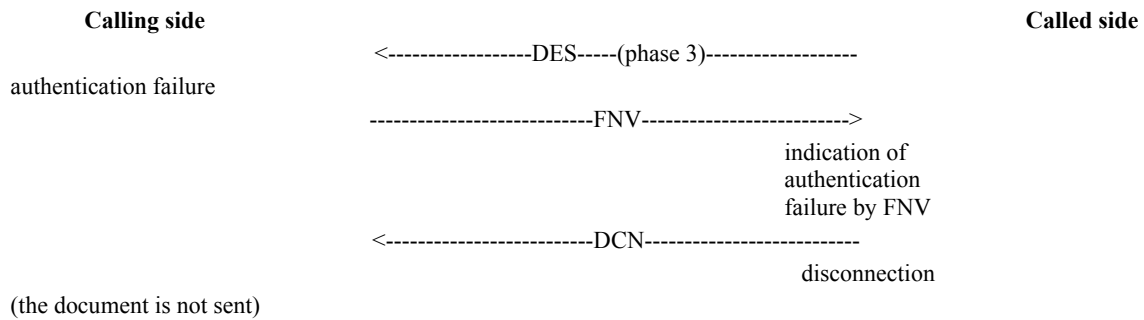 Calling side Called side
<------------------DES-----(phase 3)-------------------
authentication failure
----------------------------FNV-------------------------->
indication of
authentication
failure by FNV
<--------------------------DCN---------------------------
disconnection
(the document is not sent)